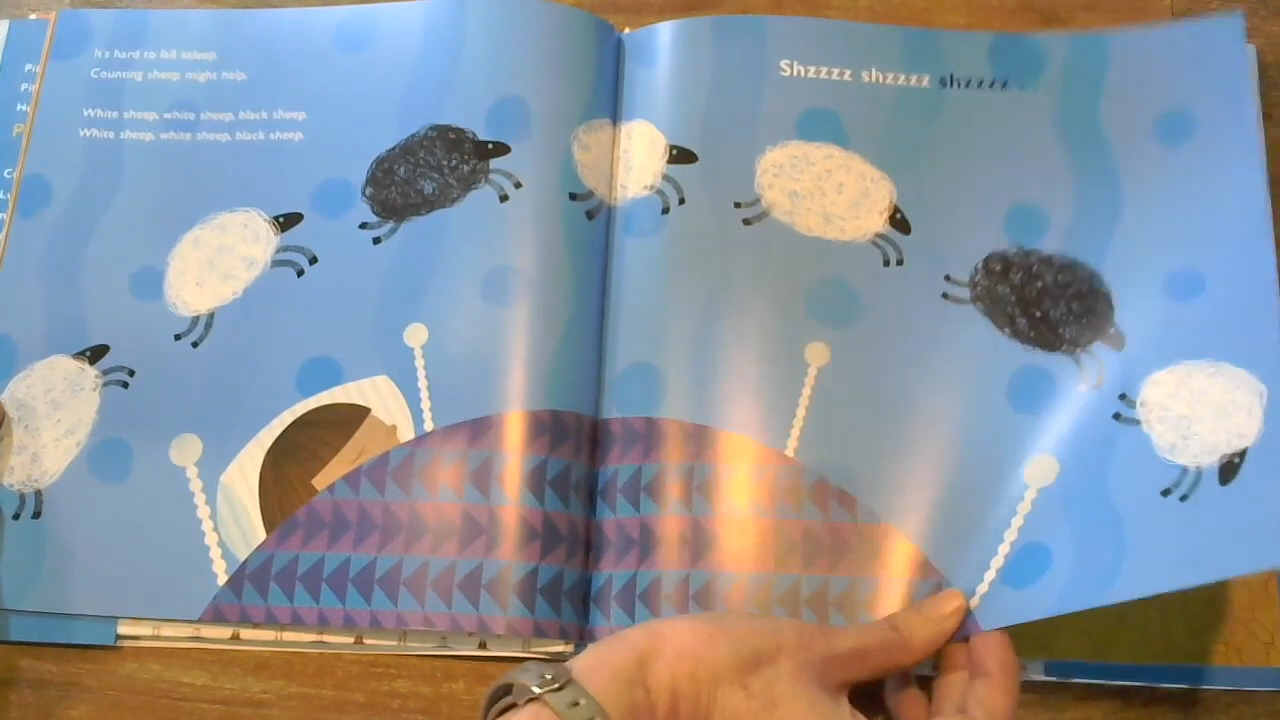 It's hard to fall asleep.
Counting sheep might help.
White sheep, white sheep, black sheep.
White sheep, white sheep, black sheep.
Shzzzz shzzzz shzzzz...